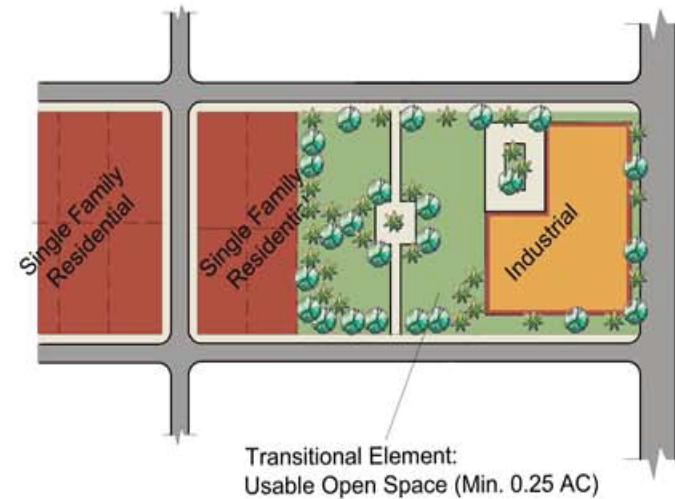 Single Family
Residential
Single Family
Residential
Industrial
Transitional Element:
Usable Open Space (Min. 0.25 AC)